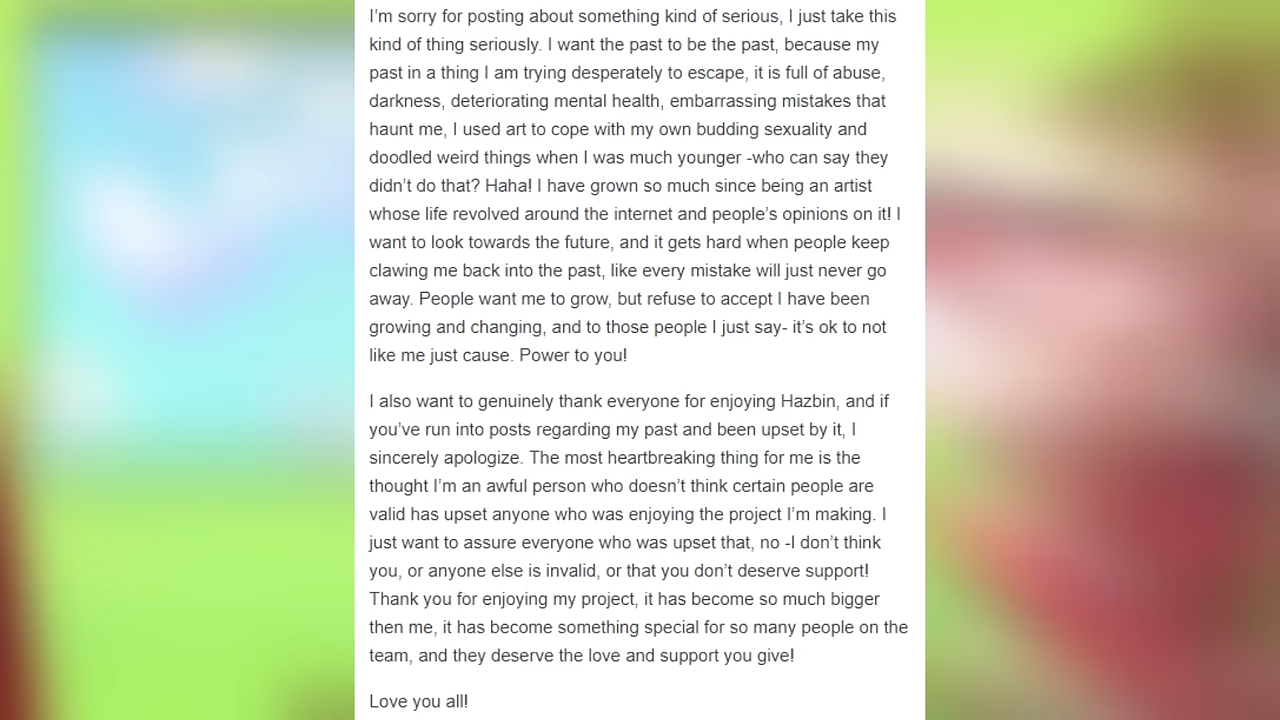 I'm sorry for posting about something kind of serious, I just take this
kind of thing seriously. I want the past to be the past, because my
past in a thing I am trying desperately to escape, it is full of abuse,
darkness, deteriorating mental health, embarrassing mistakes that
haunt me, I used art to cope with my own budding sexuality and
doodled weird things when I was much younger -who can say they
didn't do that? Haha! I have grown so much since being an artist
whose life revolved around the internet and people's opinions on it! I
want to look towards the future, and it gets hard when people keep
clawing me back into the past, like every mistake will just never go
away. People want me to grow, but refuse to accept I have been
growing and changing, and to those people I just say- it's ok to not
like me just cause. Power to you!
I also want to genuinely thank everyone for enjoying Hazbin, and if
you've run into posts regarding my past and been upset by it, I
sincerely apologize. The most heartbreaking thing for me is the
thought I'm an awful person who doesn't think certain people are
valid has upset anyone who was enjoying the project I'm making. I
just want to assure everyone who was upset that, no -I don't think
you, or anyone else is invalid, or that you don't deserve support!
Thank you for enjoying my project, it has become so much bigger
then me, it has become something special for so many people on the
team, and they deserve the love and support you give!
Love you all!